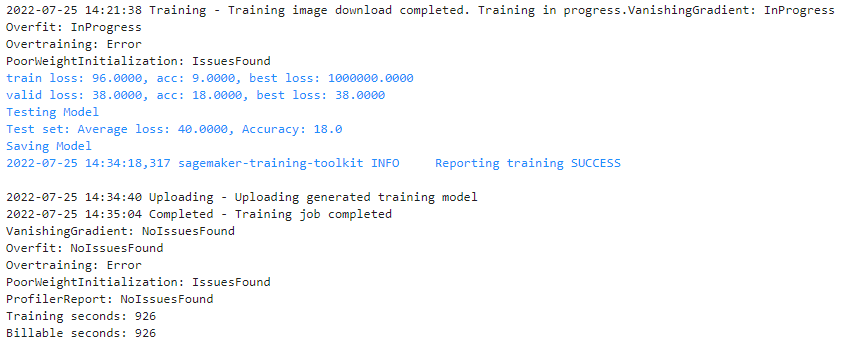 2022-07-25 14:21:38 Training - Training image download completed. Training in progress.VanishingGradient: InProgress
Overfit: InProgress
Overtraining: Error
PoorWeightInitialization: IssuesFound
train loss: 96.0000, acc: 9.0000, best loss: 1000000.0000
valid loss: 38.0000, acc: 18.0000, best loss: 38.0000
Testing Model
Test set: Average loss: 40.0000, Accuracy: 18.0
Saving Model
2022-07-25 14:34:18,317 sagemaker-training-toolkit INFO     Reporting training SUCCESS

2022-07-25 14:34:40 Uploading - Uploading generated training model
2022-07-25 14:35:04 Completed - Training job completed
VanishingGradient: NoIssuesFound
Overfit: NoIssuesFound
Overtraining: Error
PoorWeightInitialization: IssuesFound
ProfilerReport: NoIssuesFound
Training seconds: 926
Billable seconds: 926